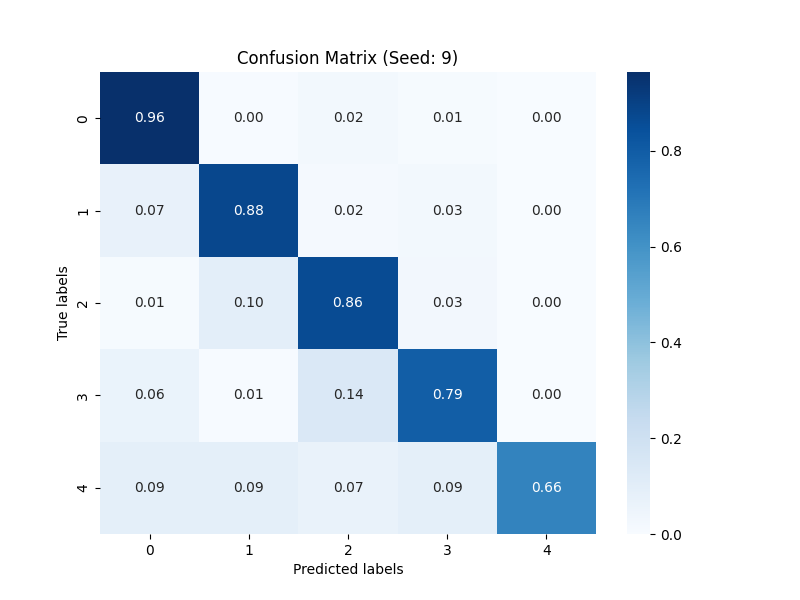 Confusion Matrix (Seed: 9)
0 0.96 0.00 0.02 0.01 0.00
1 0.07 0.88 0.02 0.03 0.00
2 0.01 0.10 0.86 0.03 0.00
3 0.06 0.01 0.14 0.79 0.00
4 0.09 0.09 0.07 0.09 0.66
0 1 2 3 4
True labels
Predicted labels
0.8
0.6
0.4
0.2
0.0